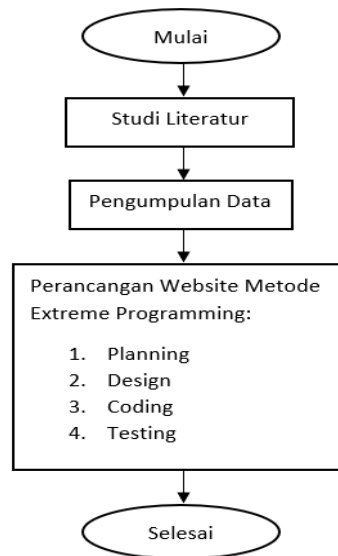 Mulai
Studi Literatur
Pengumpulan Data
Perancangan Website Metode
Extreme Programming:
1. Planning
2. Design
3. Coding
4. Testing
Selesai